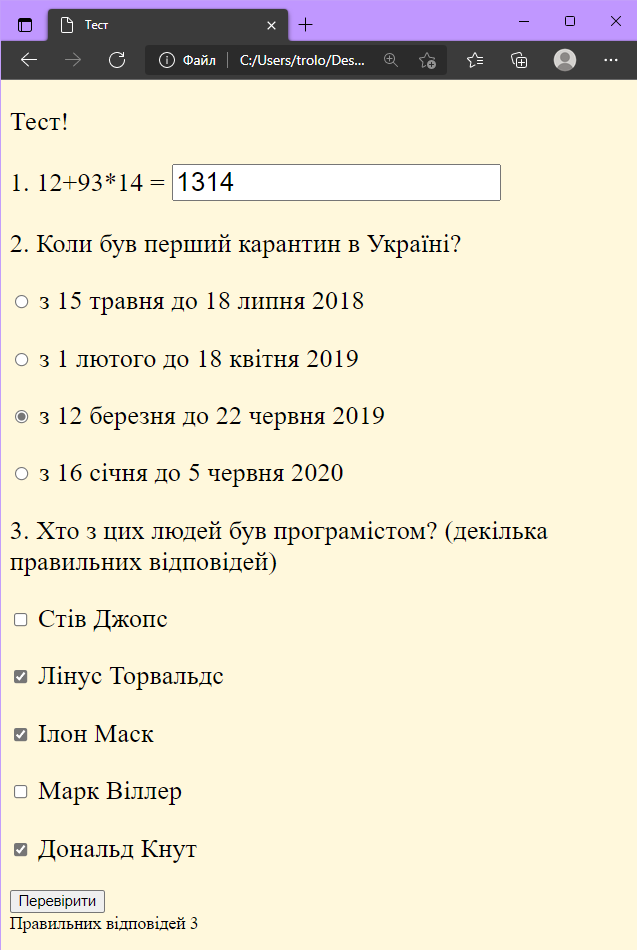 Тест
Файл C:/Users/trolo/Des...
Тест!
1. 12+93*14 = 1314
2. Коли був перший карантин в Україні?
з 15 травня до 18 липня 2018
з 1 лютого до 18 квітня 2019
з 12 березня до 22 червня 2019
з 16 січня до 5 червня 2020
3. Хто з цих людей був програмістом? (декілька
правильних відповідей)
Стів Джопс
Лінус Торвальдс
Ілон Маск
Марк Віллер
Дональд Кнут
Перевірити
Правильних відповідей 3